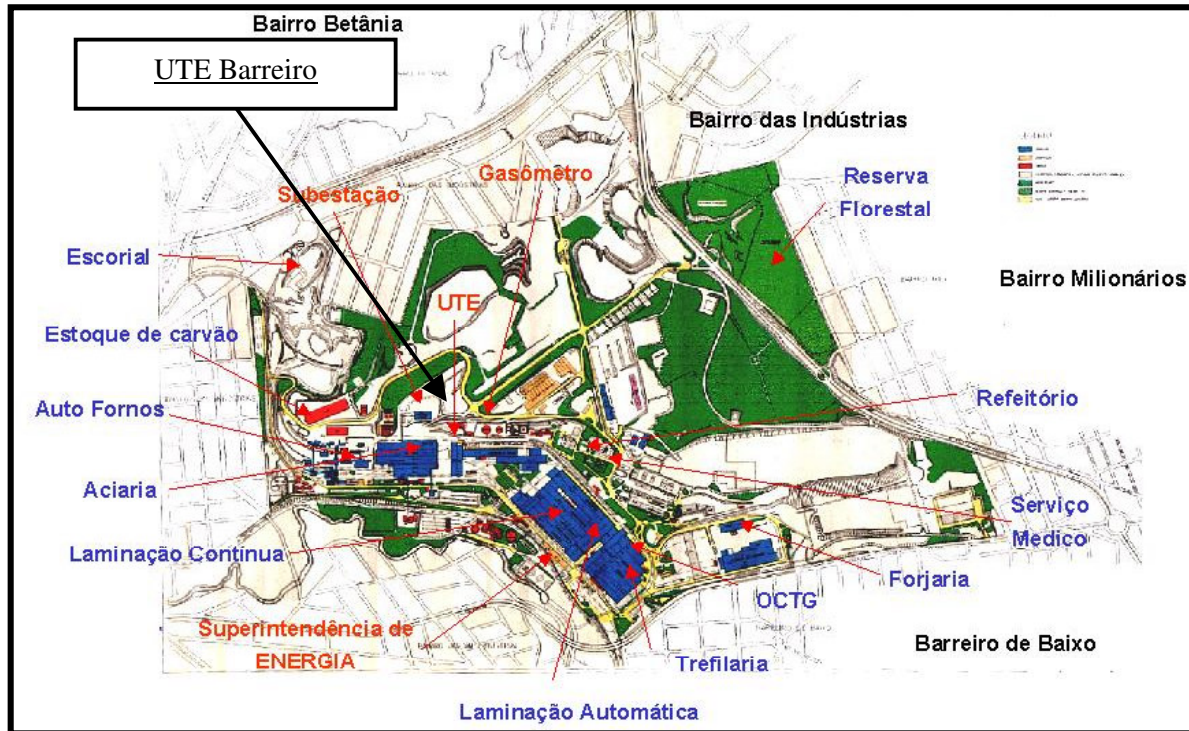 Bairro Betânia
UTE Barreiro
Bairro das Indústrias
Gasômetro
Subestação
Reserva
Florestal
Escorial
Bairro Milionários
UTE
Estoque de carvão
Auto Fornos
Refeitório
Aciaria
Serviço
Medico
Laminação Contínua
Forjaria
OCTG
Superintendência de
ENERGIA
Barreiro de Baixo
Trefilaria
Laminação Automática